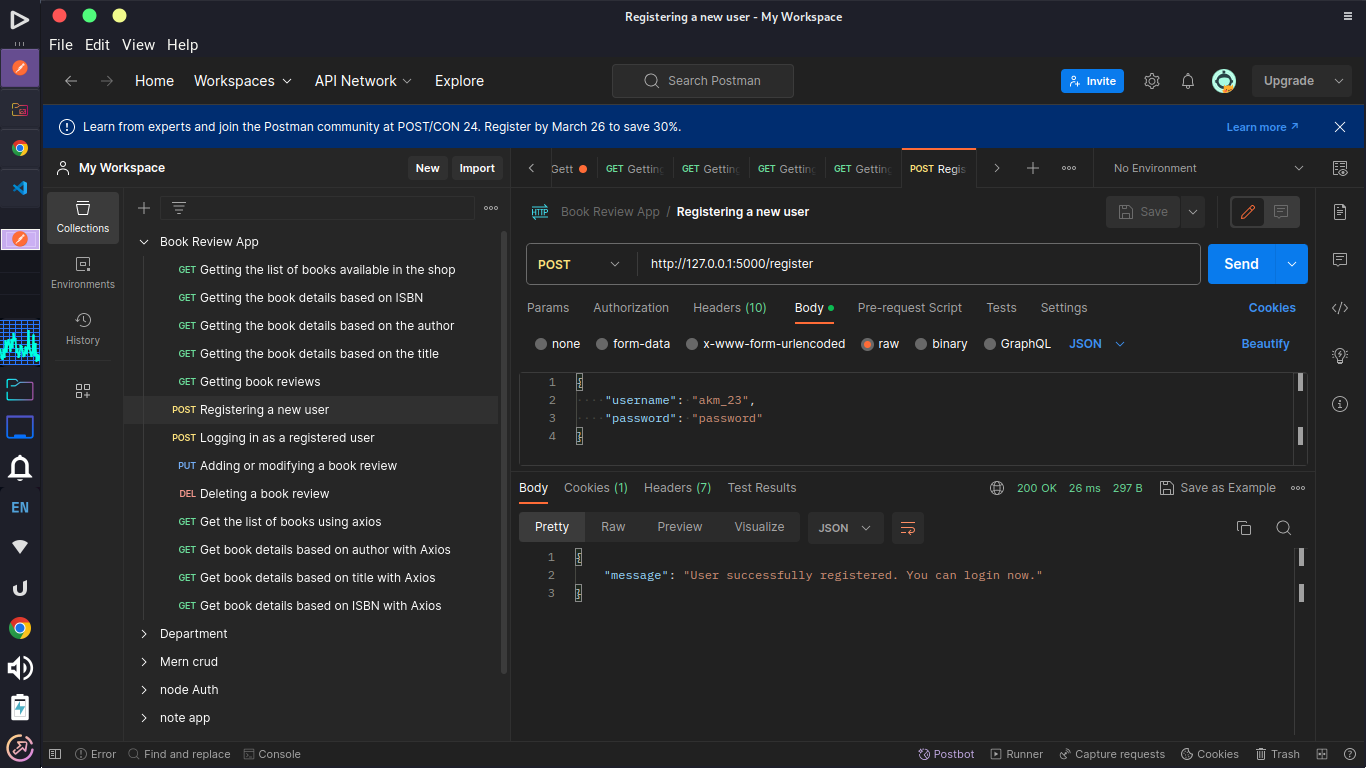 Registering a new user - My Workspace
File Edit View Help
Home Workspaces API Network Explore
Search Postman
Invite
Upgrade
Learn from experts and join the Postman community at POST/CON 24. Register by March 26 to save 30%.
Learn more
My Workspace
New
Import
Gett
GET Getting
GET Getting
GET Getting
GET Getting
POST Regis
No Environment
Collections
Environments
History
Book Review App
GET Getting the list of books available in the shop
GET Getting the book details based on ISBN
GET Getting the book details based on the author
GET Getting the book details based on the title
GET Getting book reviews
POST Registering a new user
POST Logging in as a registered user
PUT Adding or modifying a book review
DEL Deleting a book review
GET Get the list of books using axios
GET Get book details based on author with Axios
GET Get book details based on title with Axios
GET Get book details based on ISBN with Axios
Department
Mern crud
node Auth
note app
HTTP Book Review App / Registering a new user
Save
POST http://127.0.0.1:5000/register
Send
Params Authorization Headers (10) Body Pre-request Script Tests Settings Cookies
none form-data x-www-form-urlencoded raw binary GraphQL JSON Beautify
1 {
2 "username": "akm_23",
3 "password": "password"
4 }
Body Cookies (1) Headers (7) Test Results
200 OK 26 ms 297 B Save as Example
Pretty Raw Preview Visualize JSON
1 {
2 "message": "User successfully registered. You can login now."
3 }
EN
Error Find and replace Console
Postbot Runner Capture requests Cookies Trash